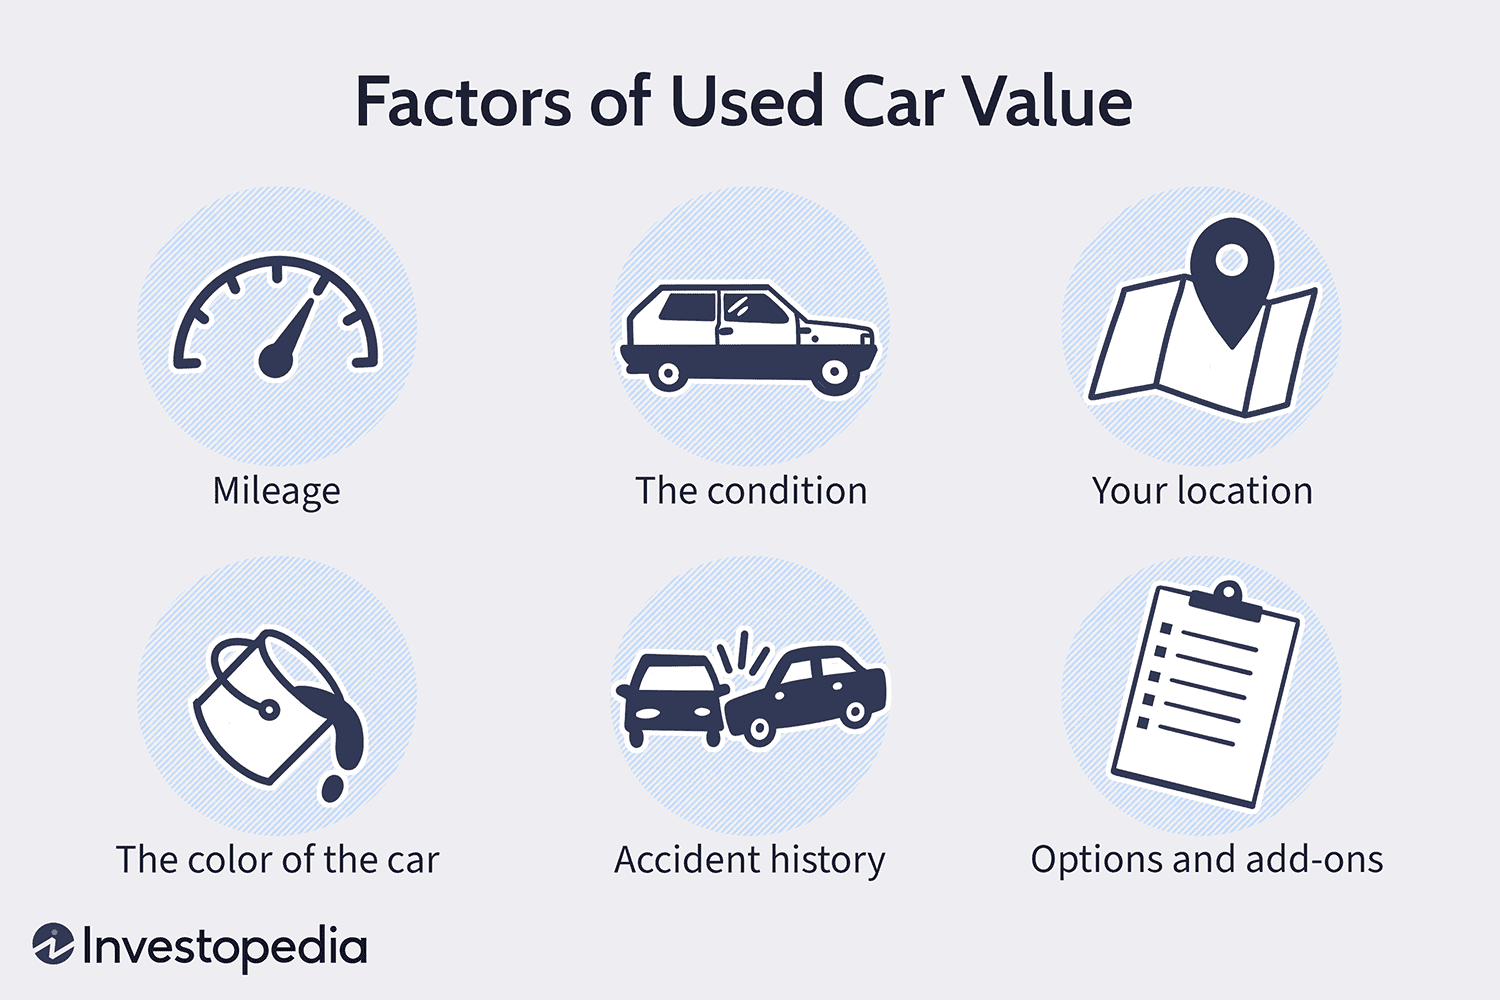 Factors of Used Car Value
Mileage
The condition
Your location
The color of the car
Accident history
Options and add-ons
Investopedia